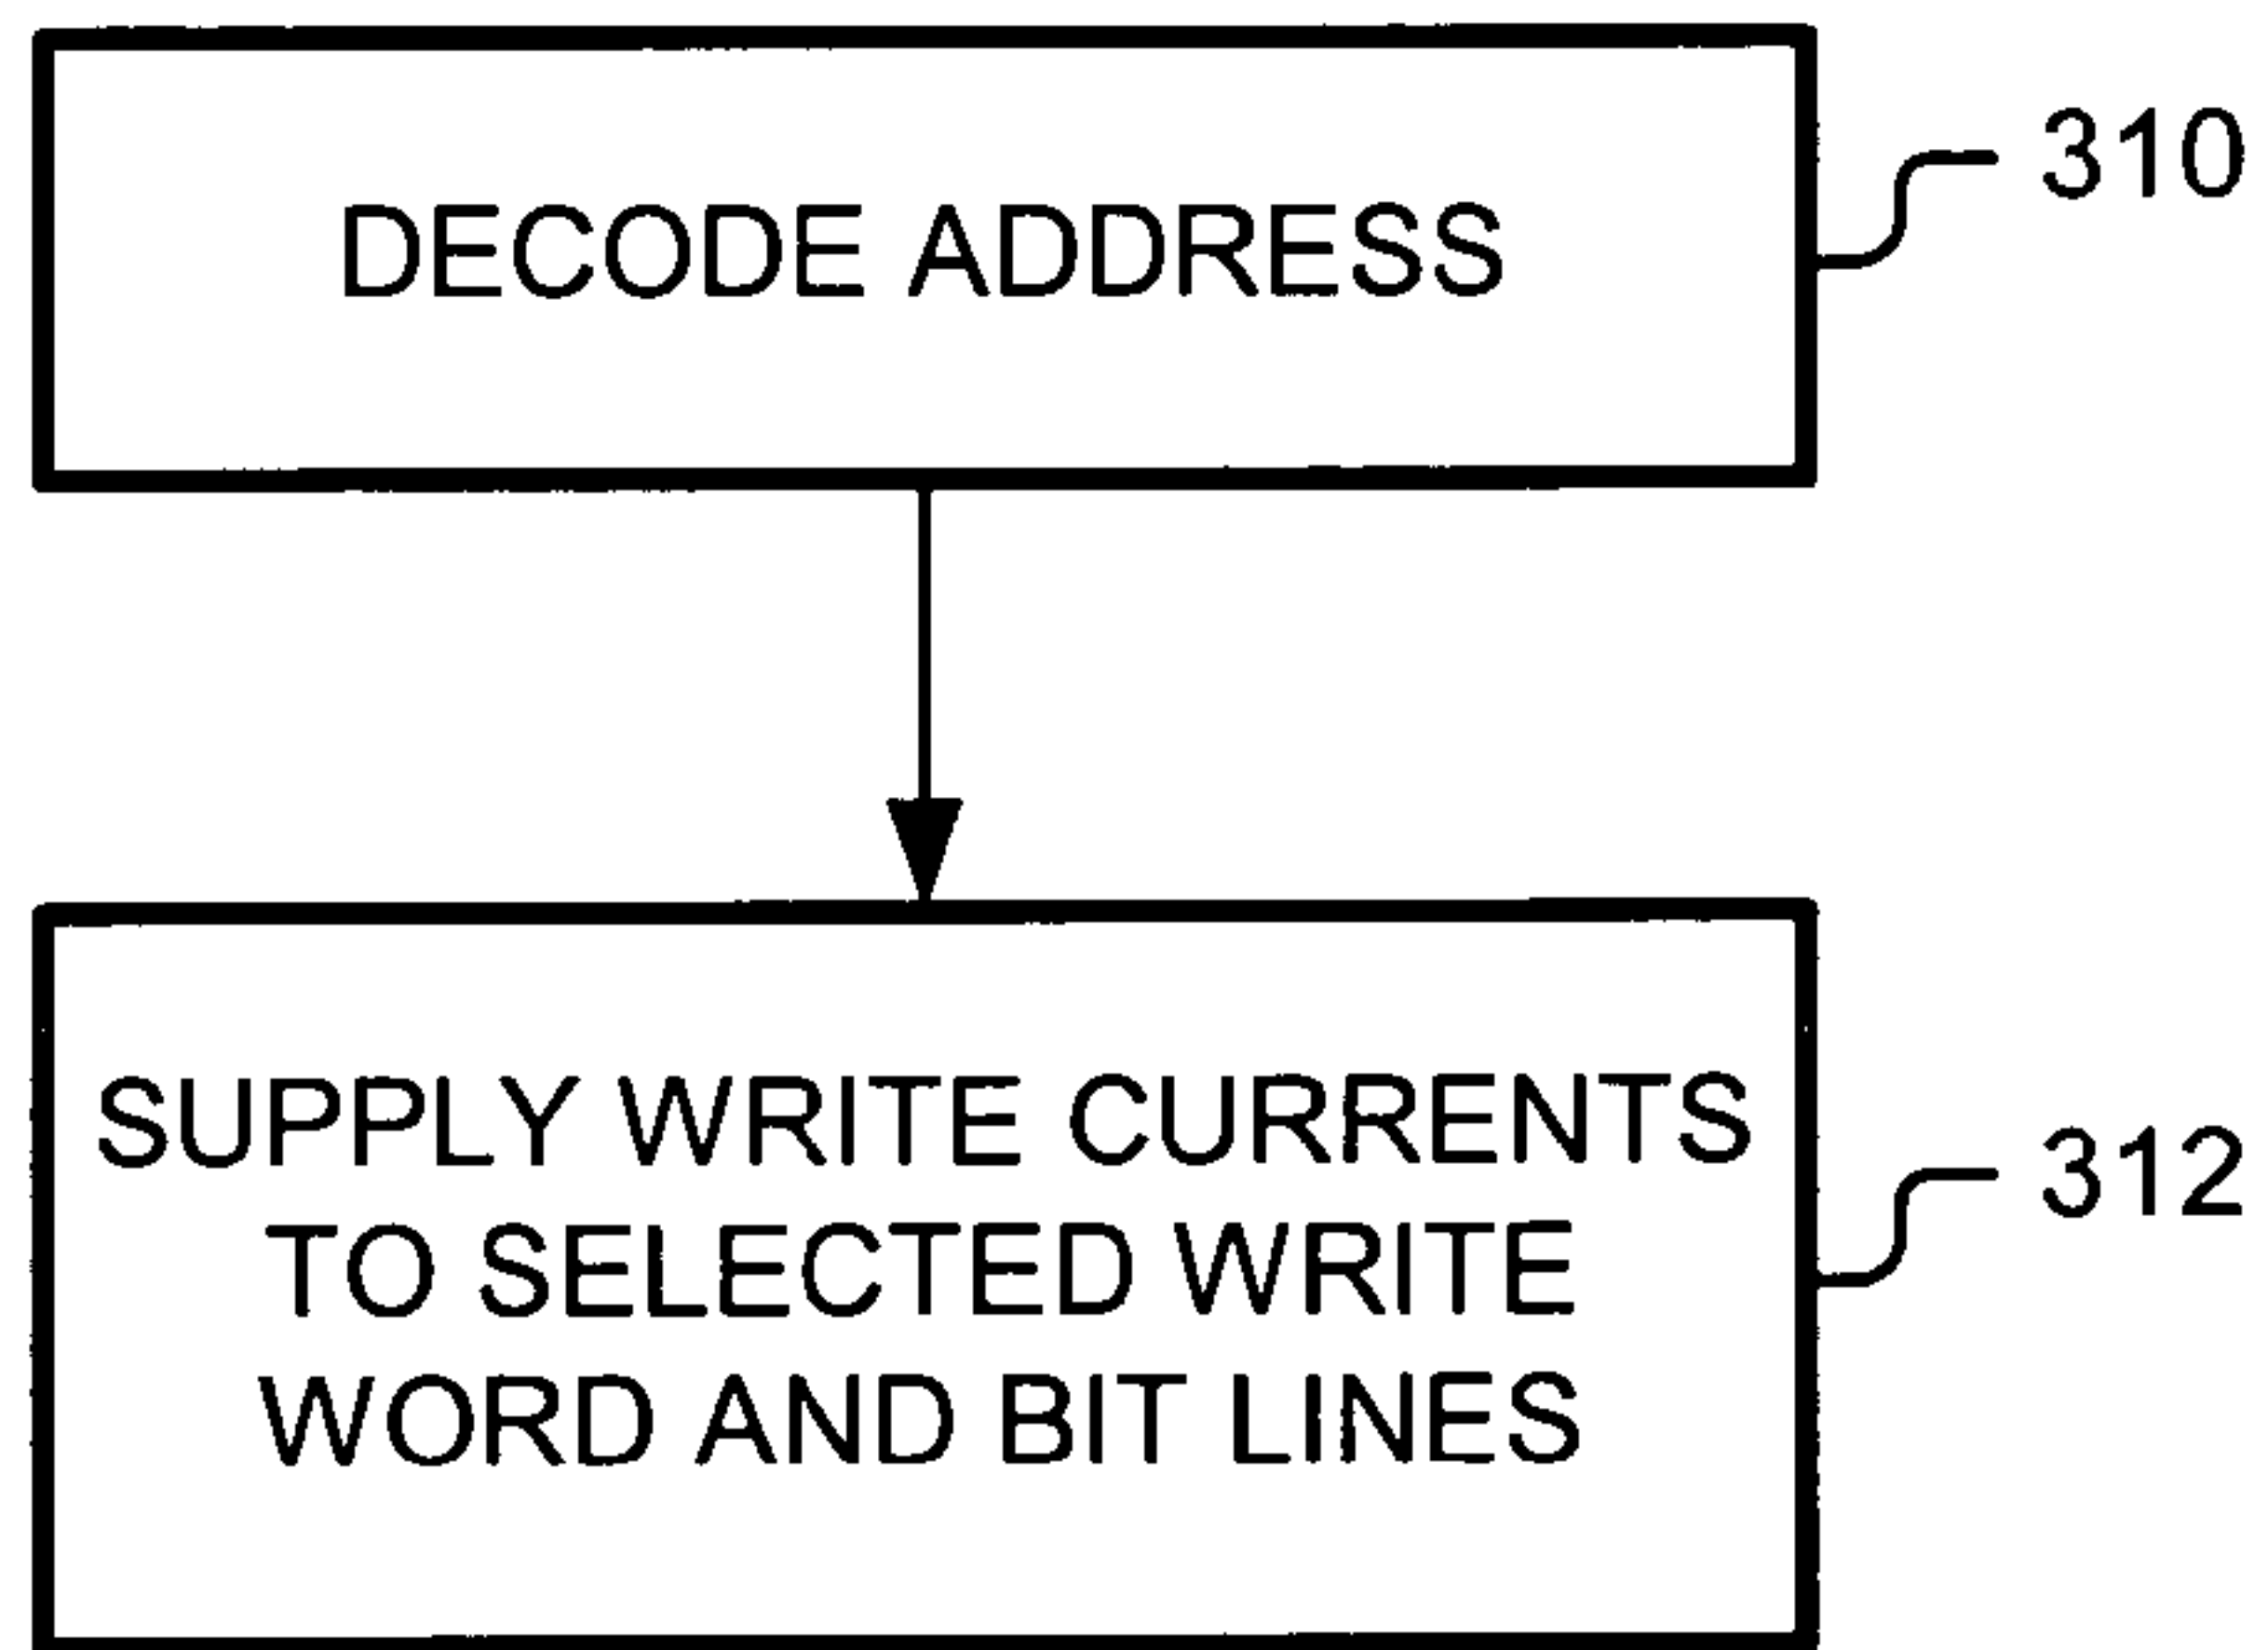 DECODE ADDRESS
310
SUPPLY WRITE CURRENTS
TO SELECTED WRITE
WORD AND BIT LINES
312